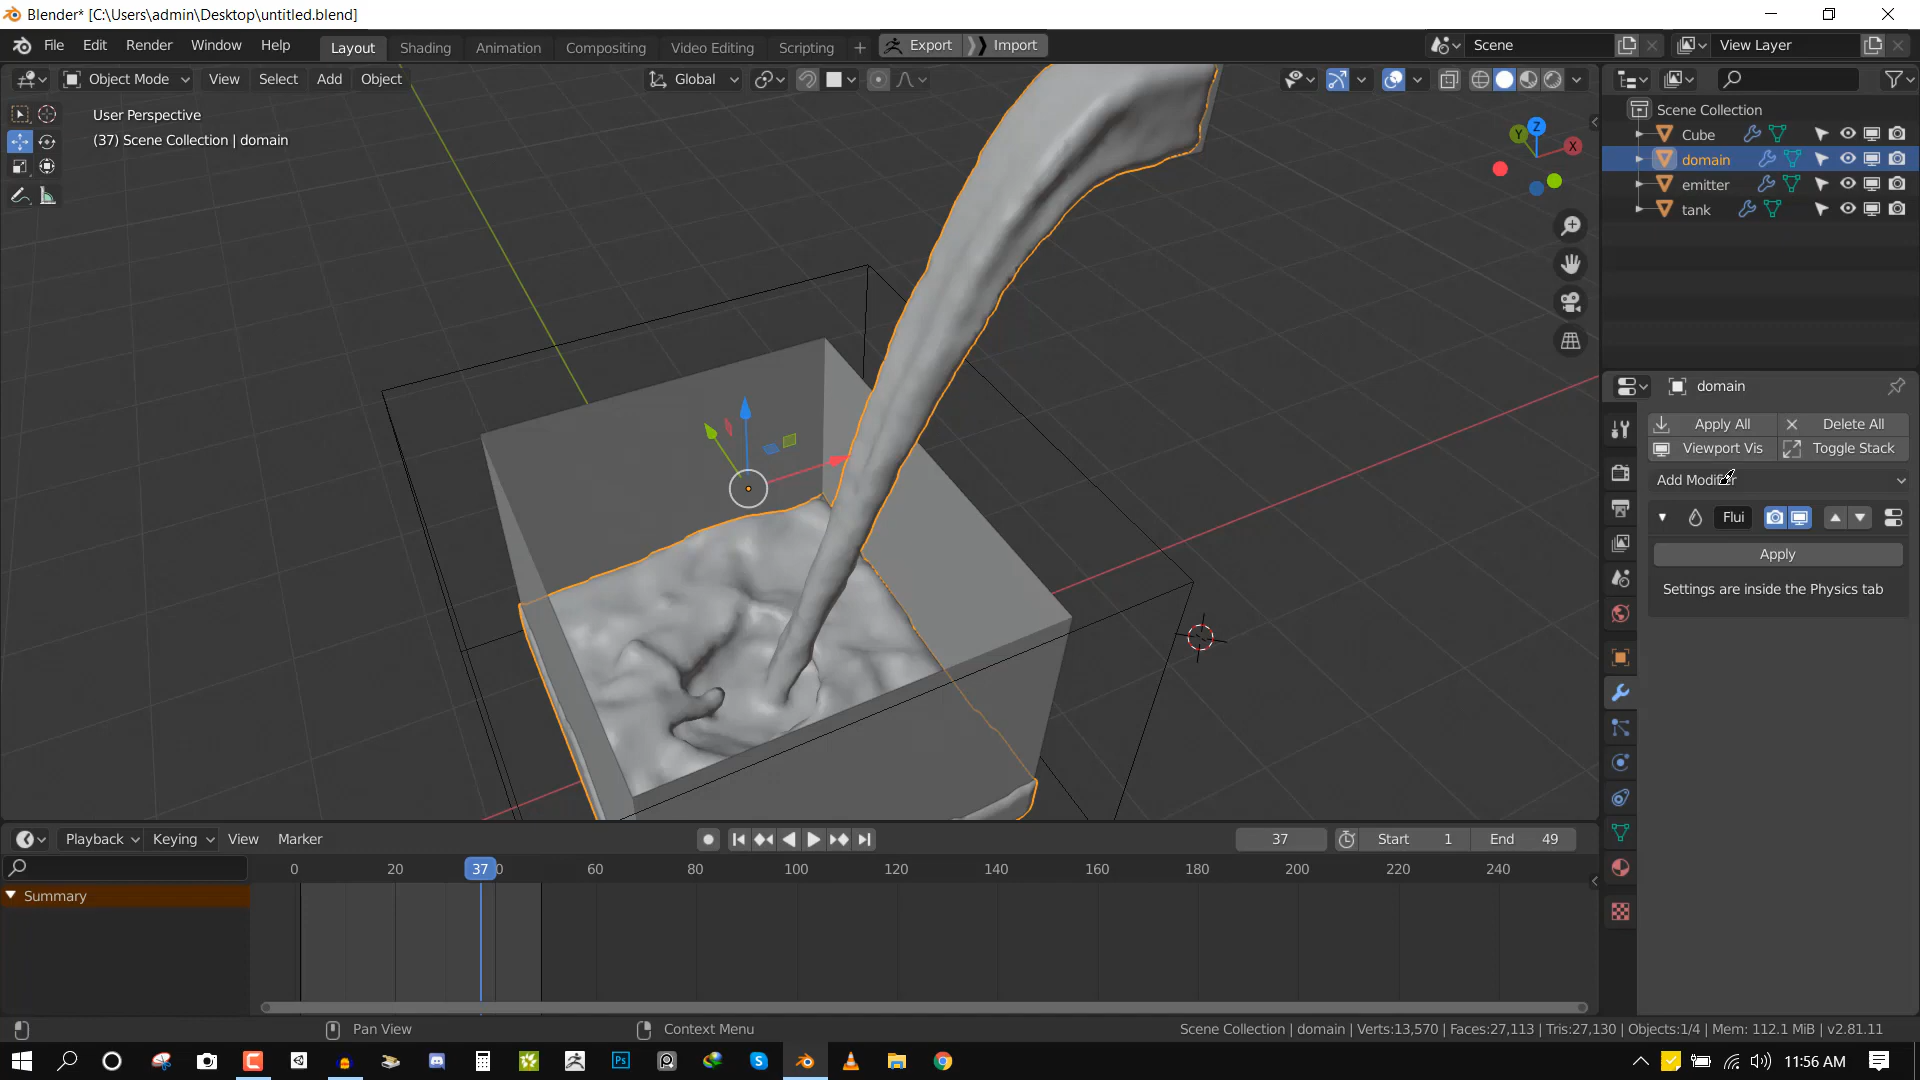 Blender* [C:\Users\admin\Desktop\untitled.blend]
File Edit Render Window Help Layout Shading Animation Compositing Video Editing Scripting + Export Import Scene View Layer
Object Mode View Select Add Object Global
User Perspective
(37) Scene Collection | domain
Z
Y
X
Scene Collection
Cube
domain
emitter
tank
domain
Apply All Delete All
Viewport Vis Toggle Stack
Add Modifier
Flui
Apply
Settings are inside the Physics tab
Playback Keying View Marker 37 Start 1 End 49
0 20 37 0 60 80 100 120 140 160 180 200 220 240
Summary
Pan View Context Menu Scene Collection | domain | Verts:13,570 | Faces:27,113 | Tris:27,130 | Objects:1/4 | Mem: 112.1 MiB | v2.81.11
Ps 11:56 AM